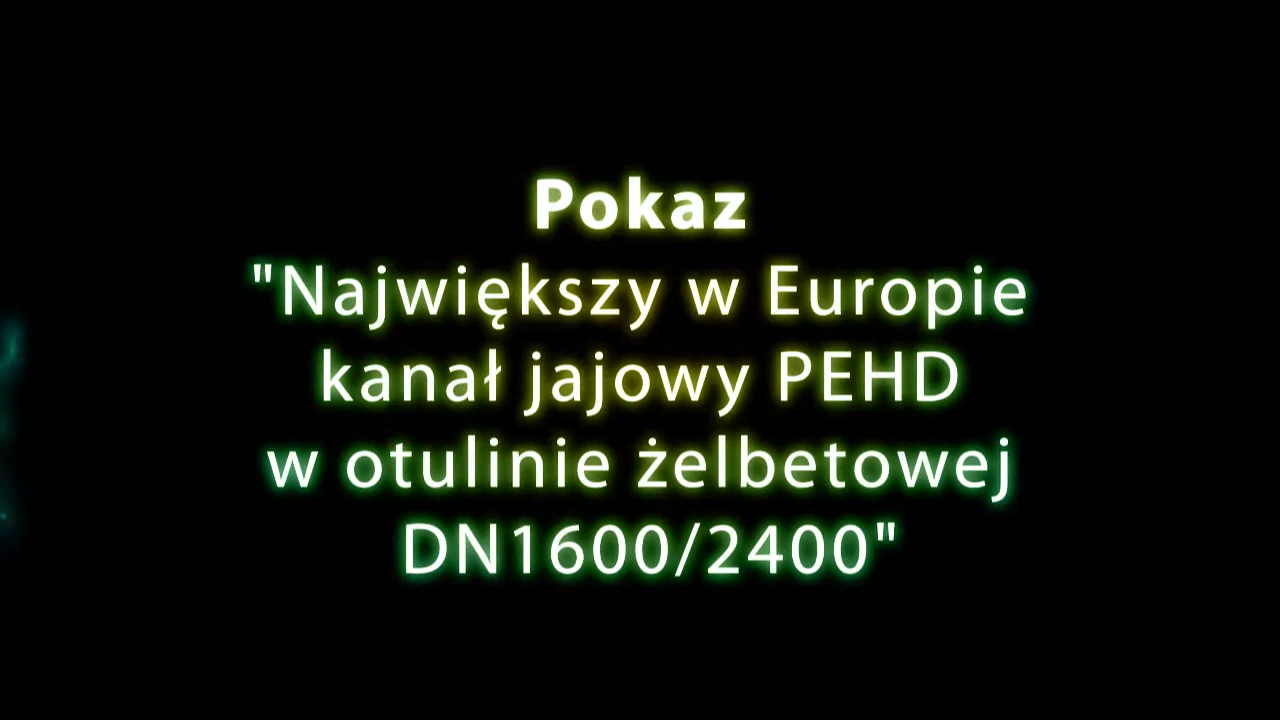 Pokaz
"Największy w Europie
kanał jajowy PEHD
w otulinie żelbetowej
DN1600/2400"